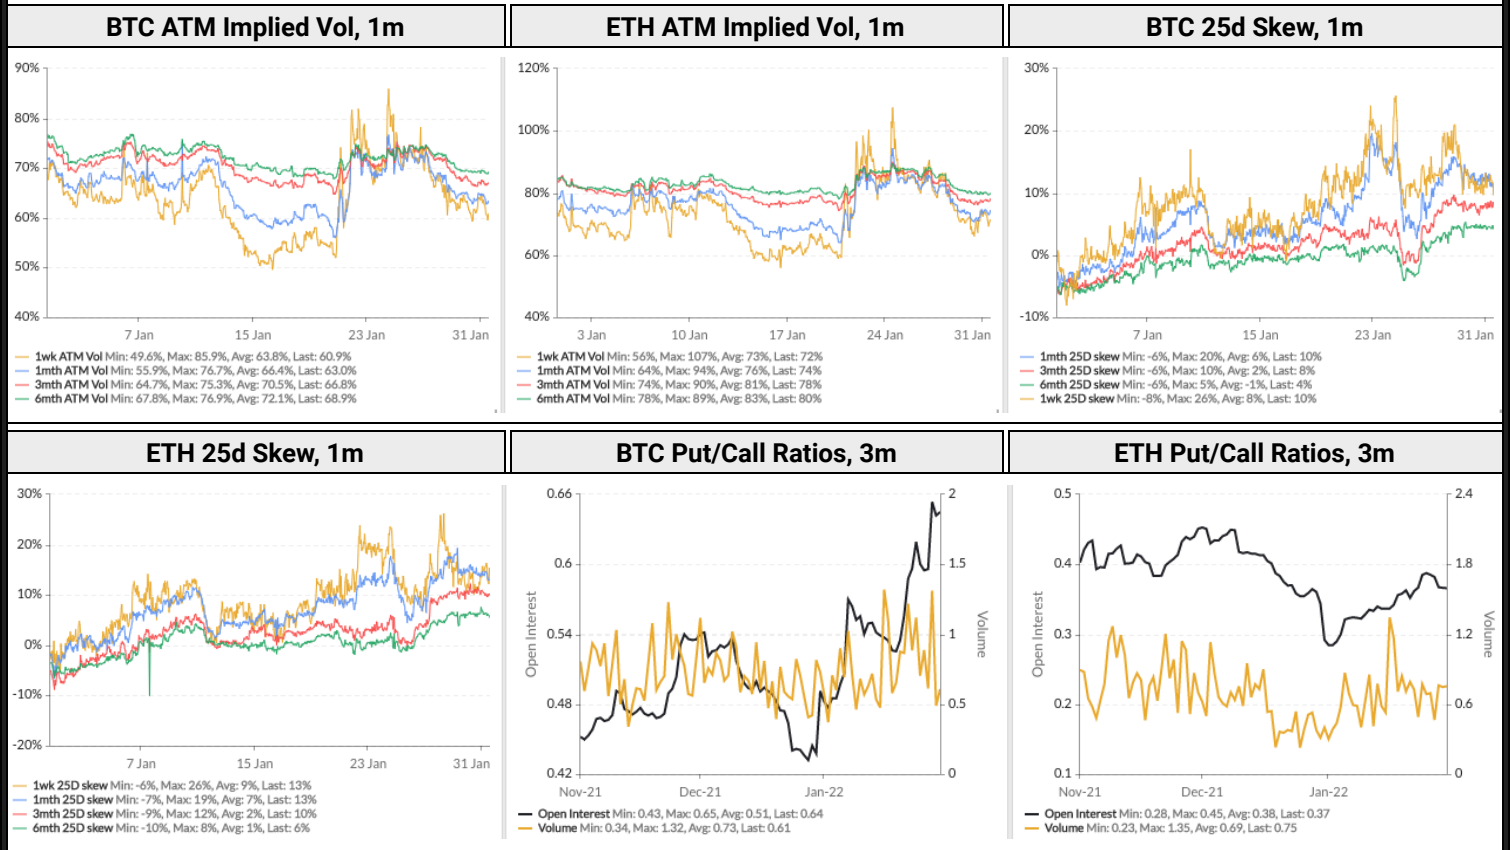 BTC ATM Implied Vol, 1m
90%
80%
70%
60%
50%
40%
7 Jan
15 Jan
23 Jan
31 Jan
1wk ATM Vol Min: 49.6%, Max: 85.9%, Avg: 63.8%, Last: 60.9%
1mth ATM Vol Min: 55.9%, Max: 76.7%, Avg: 66.4%, Last: 63.0%
3mth ATM Vol Min: 64.7%, Max: 75.3%, Avg: 70.5%, Last: 66.8%
6mth ATM Vol Min: 67.8%, Max: 76.9%, Avg: 72.1%, Last: 68.9%
ETH ATM Implied Vol, 1m
120%
100%
80%
60%
40%
3 Jan
10 Jan
17 Jan
24 Jan
31 Jan
1wk ATM Vol Min: 56%, Max: 107%, Avg: 73%, Last: 72%
1mth ATM Vol Min: 64%, Max: 94%, Avg: 76%, Last: 74%
3mth ATM Vol Min: 74%, Max: 90%, Avg: 81%, Last: 78%
6mth ATM Vol Min: 78%, Max: 89%, Avg: 83%, Last: 80%
BTC 25d Skew, 1m
30%
20%
10%
0%
-10%
7 Jan
15 Jan
23 Jan
31 Jan
1mth 25D skew Min: -6%, Max: 20%, Avg: 6%, Last: 10%
3mth 25D skew Min: -6%, Max: 10%, Avg: 2%, Last: 8%
6mth 25D skew Min: -6%, Max: 5%, Avg: -1%, Last: 4%
1wk 25D skew Min: -8%, Max: 26%, Avg: 8%, Last: 10%
ETH 25d Skew, 1m
30%
20%
10%
0%
-10%
-20%
7 Jan
15 Jan
23 Jan
31 Jan
1wk 25D skew Min: -6%, Max: 26%, Avg: 9%, Last: 13%
1mth 25D skew Min: -7%, Max: 19%, Avg: 7%, Last: 13%
3mth 25D skew Min: -9%, Max: 12%, Avg: 2%, Last: 10%
6mth 25D skew Min: -10%, Max: 8%, Avg: 1%, Last: 6%
BTC Put/Call Ratios, 3m
0.66
0.6
0.54
0.48
0.42
Open Interest
2
1.5
1
0.5
0
Volume
Nov-21
Dec-21
Jan-22
Open Interest Min: 0.43, Max: 0.65, Avg: 0.51, Last: 0.64
Volume Min: 0.34, Max: 1.32, Avg: 0.73, Last: 0.61
ETH Put/Call Ratios, 3m
0.5
0.4
0.3
0.2
0.1
Open Interest
2.4
1.8
1.2
0.6
0
Volume
Nov-21
Dec-21
Jan-22
Open Interest Min: 0.28, Max: 0.45, Avg: 0.38, Last: 0.37
Volume Min: 0.23, Max: 1.35, Avg: 0.69, Last: 0.75